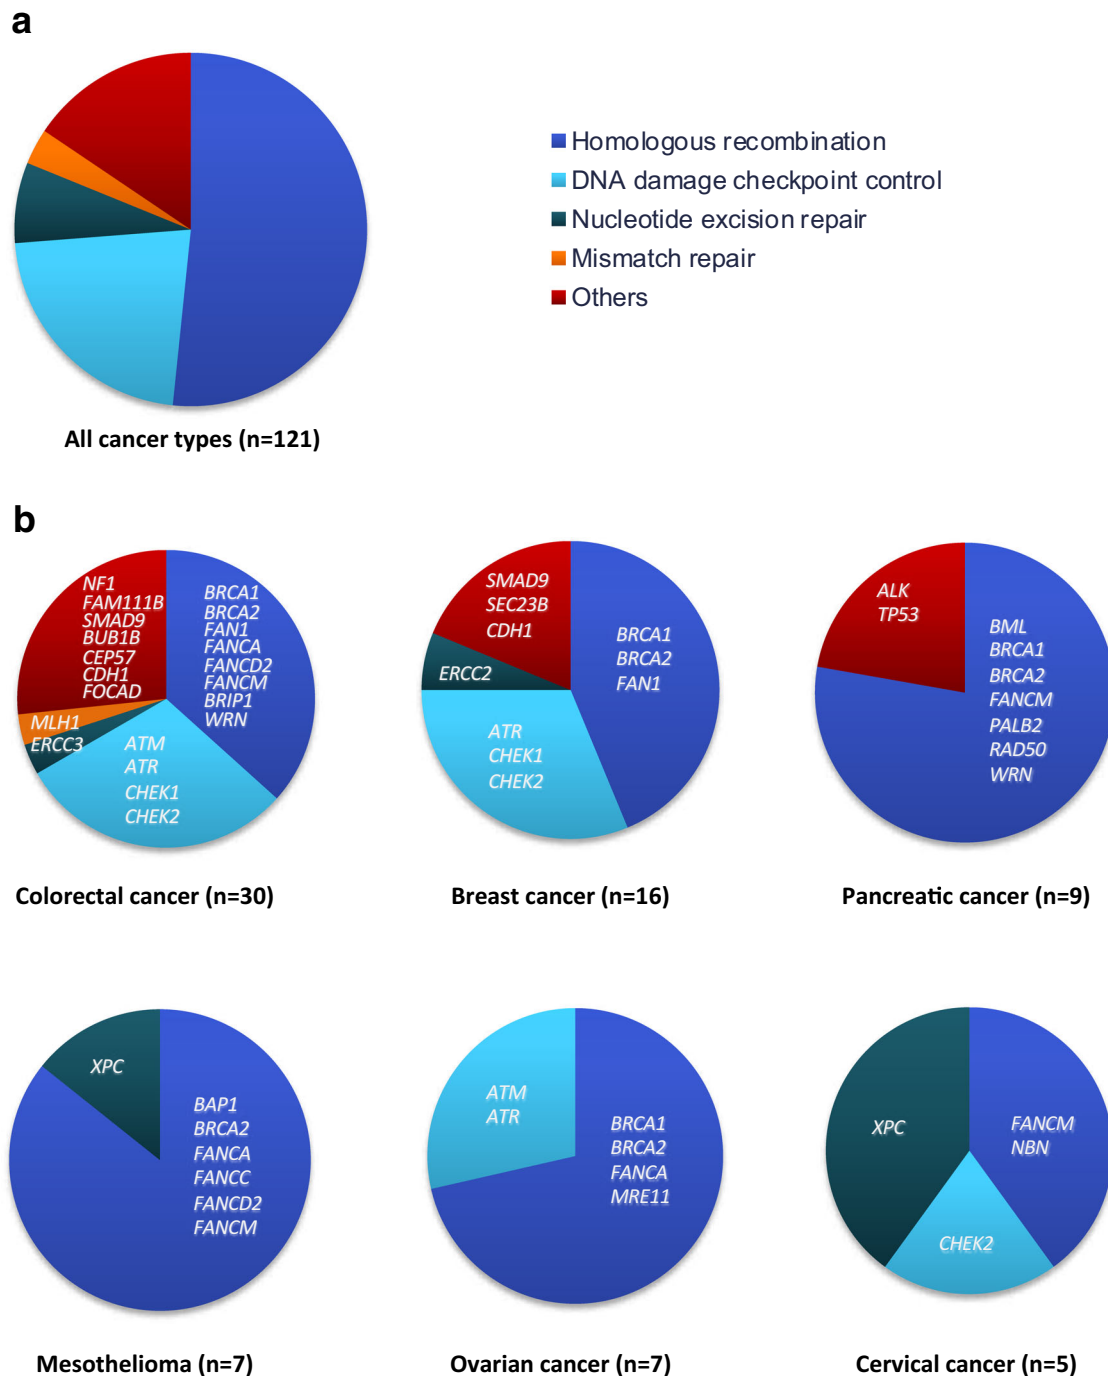 a
Homologous recombination
DNA damage checkpoint control
Nucleotide excision repair
Mismatch repair
Others
All cancer types (n=121)
b
NF1
FAM111B
SMAD9
BUB1B
CEP57
CDH1
FOCAD
MLH1
ERCC3
BRCA1
BRCA2
FAN1
FANCA
FANCD2
FANCM
BRIP1
WRN
ATM
ATR
CHEK1
CHEK2
Colorectal cancer (n=30)
SMAD9
SEC23B
CDH1
ERCC2
BRCA1
BRCA2
FAN1
ATR
CHEK1
CHEK2
Breast cancer (n=16)
ALK
TP53
BML
BRCA1
BRCA2
FANCM
PALB2
RAD50
WRN
Pancreatic cancer (n=9)
XPC
BAP1
BRCA2
FANCA
FANCC
FANCD2
FANCM
Mesothelioma (n=7)
ATM
ATR
BRCA1
BRCA2
FANCA
MRE11
Ovarian cancer (n=7)
XPC
FANCM
NBN
CHEK2
Cervical cancer (n=5)